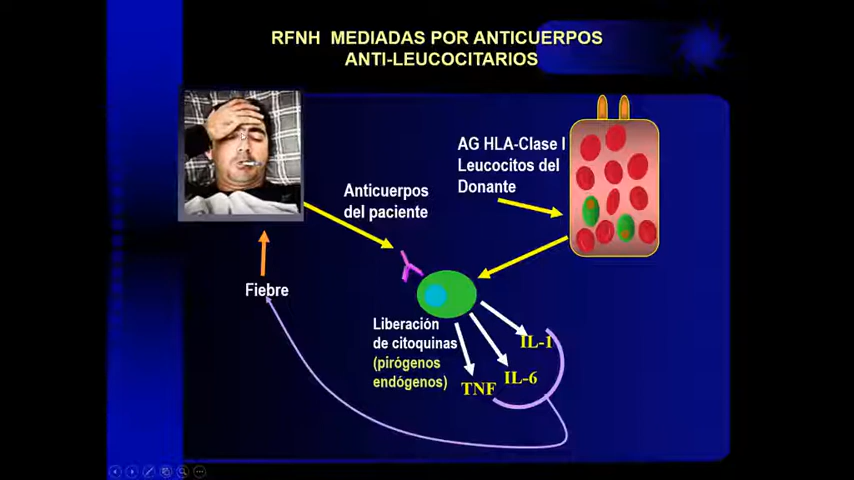 RFNH MEDIADAS POR ANTICUERPOS
ANTI-LEUCOCITARIOS
AG HLA-Clase I
Leucocitos del
Donante
Anticuerpos
del paciente
Fiebre
Liberación
de citoquinas
(pirógenos
endógenos)
IL-1
IL-6
TNF